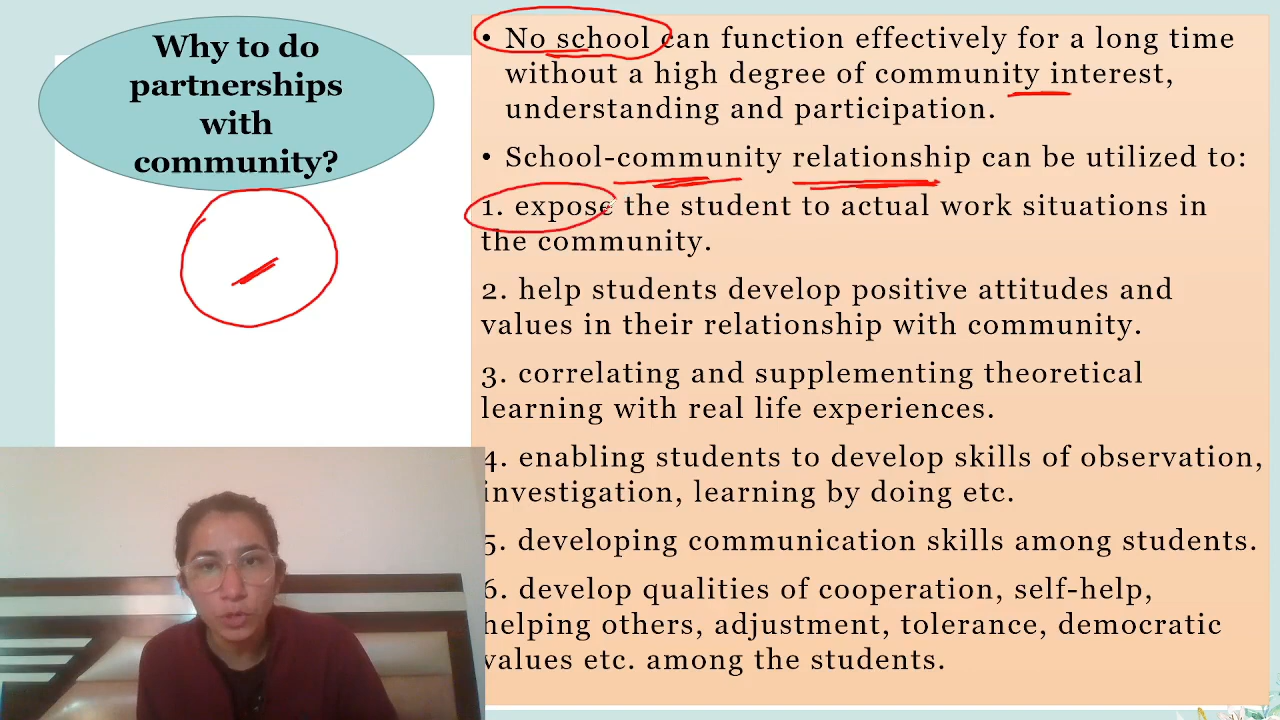 Why to do
partnerships
with
community?
• No school can function effectively for a long time
without a high degree of community interest,
understanding and participation.
• School-community relationship can be utilized to:
1. expose the student to actual work situations in
the community.
2. help students develop positive attitudes and
values in their relationship with community.
3. correlating and supplementing theoretical
learning with real life experiences.
4. enabling students to develop skills of observation,
investigation, learning by doing etc.
5. developing communication skills among students.
6. develop qualities of cooperation, self-help,
helping others, adjustment, tolerance, democratic
values etc. among the students.